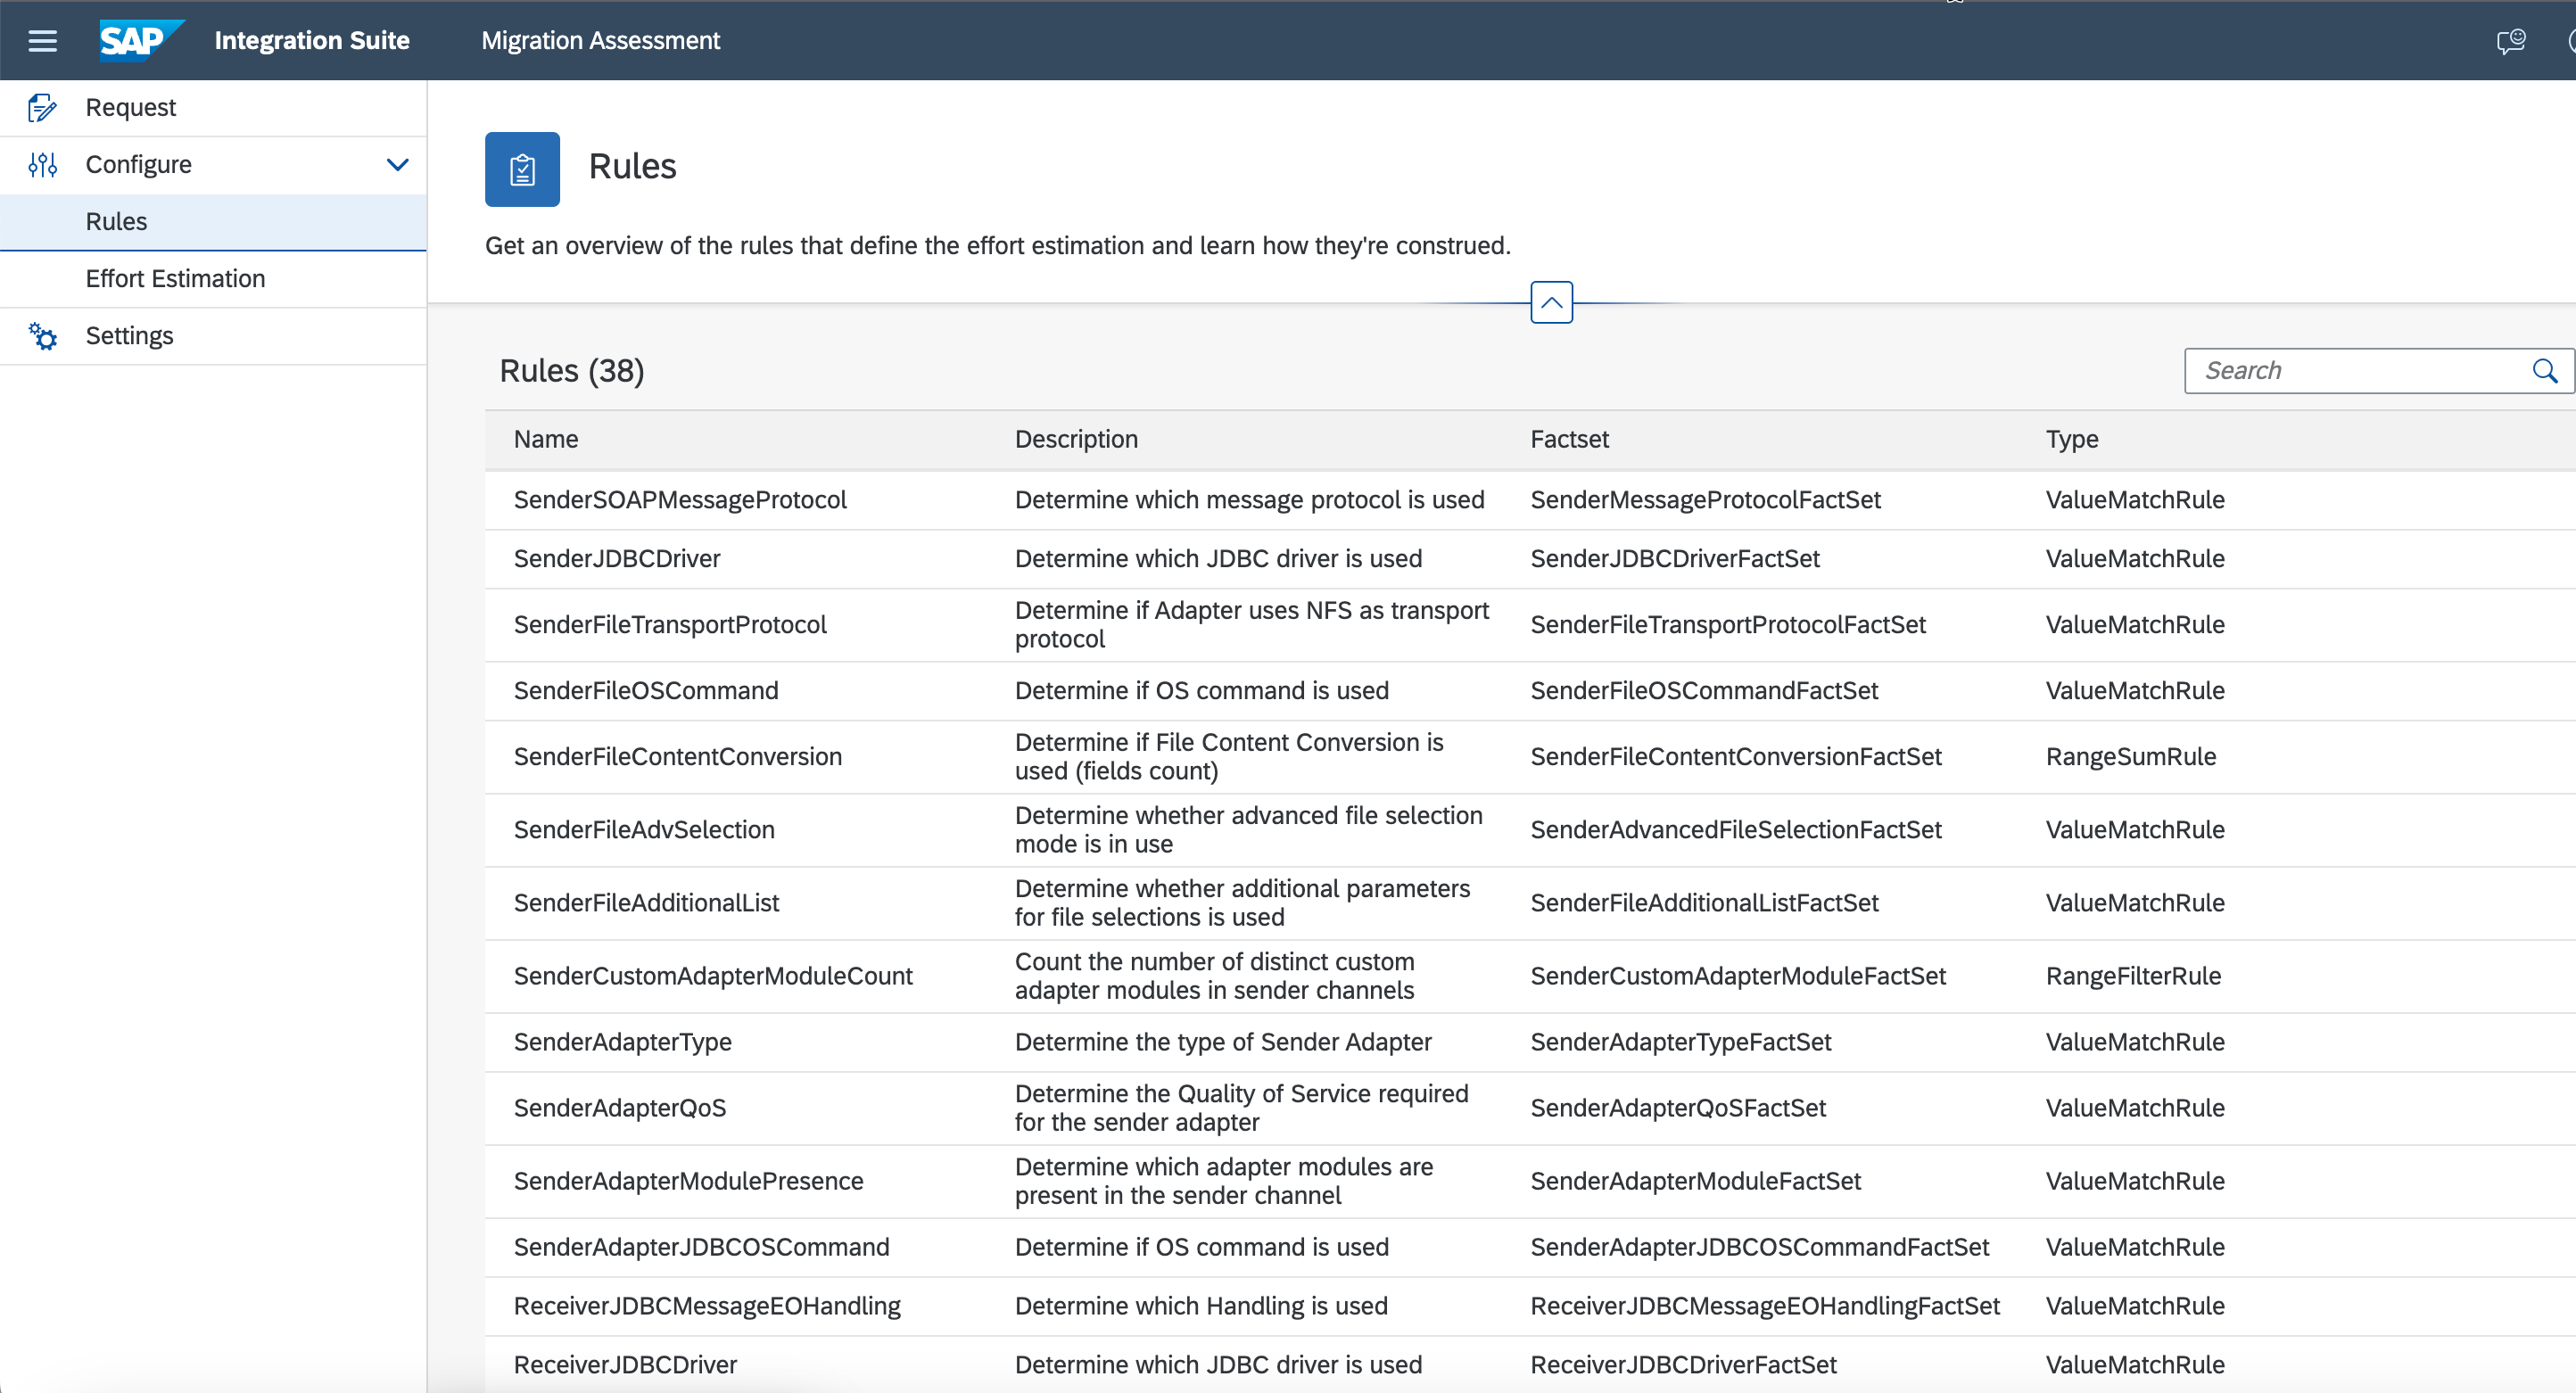 SAP Integration Suite Migration Assessment
Request
Configure
Rules
Effort Estimation
Settings
Rules
Get an overview of the rules that define the effort estimation and learn how they're construed.
Rules (38)
Search
Name Description Factset Type
SenderSOAPMessageProtocol Determine which message protocol is used SenderMessageProtocolFactSet ValueMatchRule
SenderJDBCDriver Determine which JDBC driver is used SenderJDBCDriverFactSet ValueMatchRule
SenderFileTransportProtocol Determine if Adapter uses NFS as transport
protocol SenderFileTransportProtocolFactSet ValueMatchRule
SenderFileOSCommand Determine if OS command is used SenderFileOSCommandFactSet ValueMatchRule
SenderFileContentConversion Determine if File Content Conversion is
used (fields count) SenderFileContentConversionFactSet RangeSumRule
SenderFileAdvSelection Determine whether advanced file selection
mode is in use SenderAdvancedFileSelectionFactSet ValueMatchRule
SenderFileAdditionalList Determine whether additional parameters
for file selections is used SenderFileAdditionalListFactSet ValueMatchRule
SenderCustomAdapterModuleCount Count the number of distinct custom
adapter modules in sender channels SenderCustomAdapterModuleFactSet RangeFilterRule
SenderAdapterType Determine the type of Sender Adapter SenderAdapterTypeFactSet ValueMatchRule
SenderAdapterQoS Determine the Quality of Service required
for the sender adapter SenderAdapterQoSFactSet ValueMatchRule
SenderAdapterModulePresence Determine which adapter modules are
present in the sender channel SenderAdapterModuleFactSet ValueMatchRule
SenderAdapterJDBCOSCommand Determine if OS command is used SenderAdapterJDBCOSCommandFactSet ValueMatchRule
ReceiverJDBCMessageEOHandling Determine which Handling is used ReceiverJDBCMessageEOHandlingFactSet ValueMatchRule
ReceiverJDBCDriver Determine which JDBC driver is used ReceiverJDBCDriverFactSet ValueMatchRule